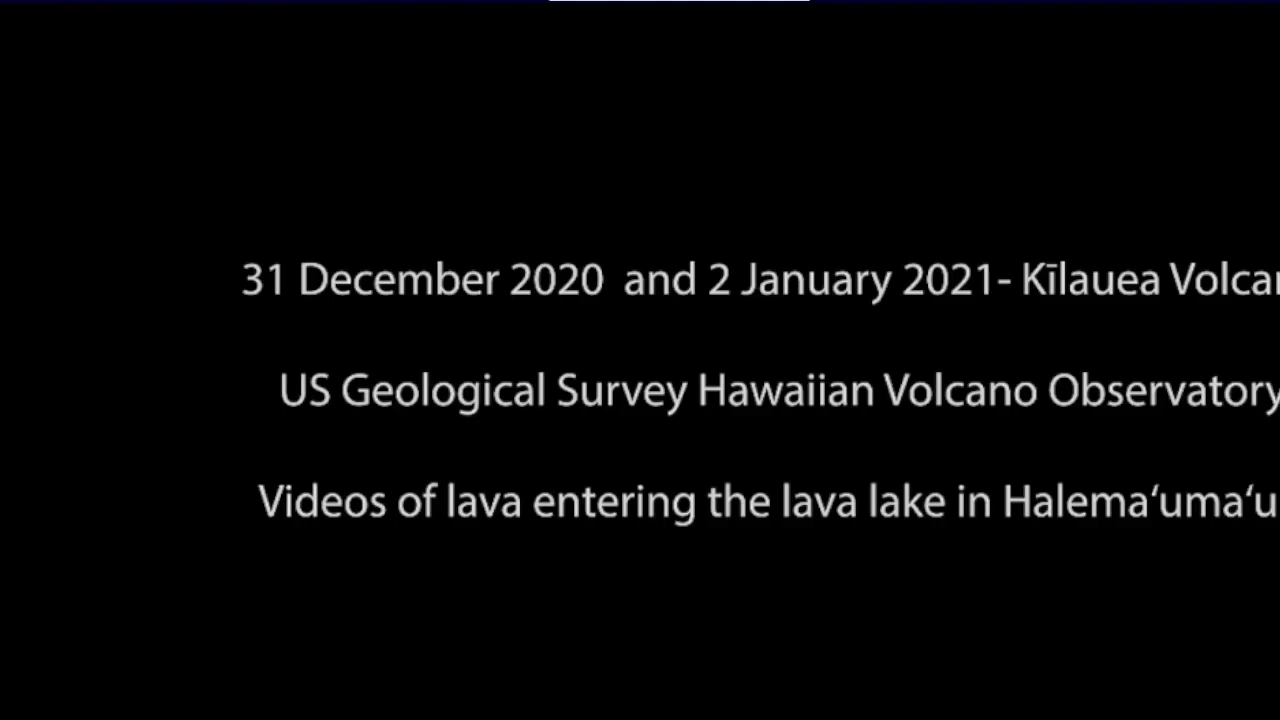 31 December 2020  and 2 January 2021- Kīlauea Volcan
US Geological Survey Hawaiian Volcano Observatory
Videos of lava entering the lava lake in Halemaʻumaʻu